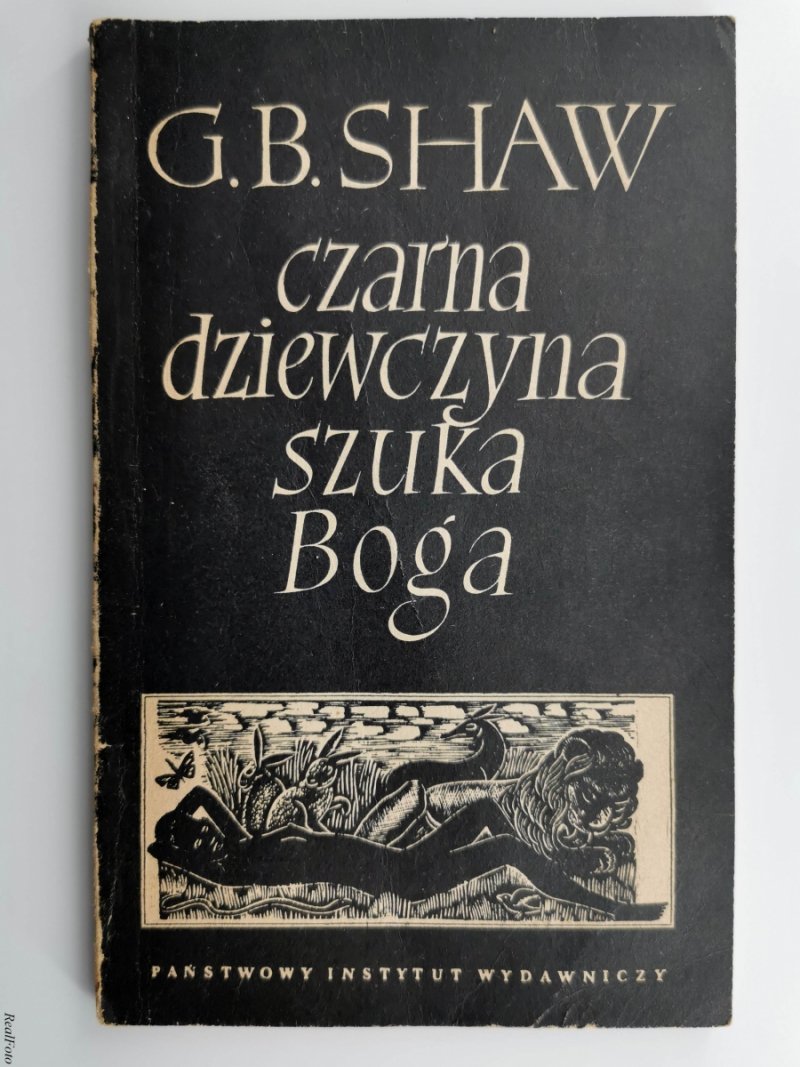 G.B. SHAW
czarna
dziewczyna
szuka
Boga
PAŃSTWOWY INSTYTUT WYDAWNICZY
RealFoto